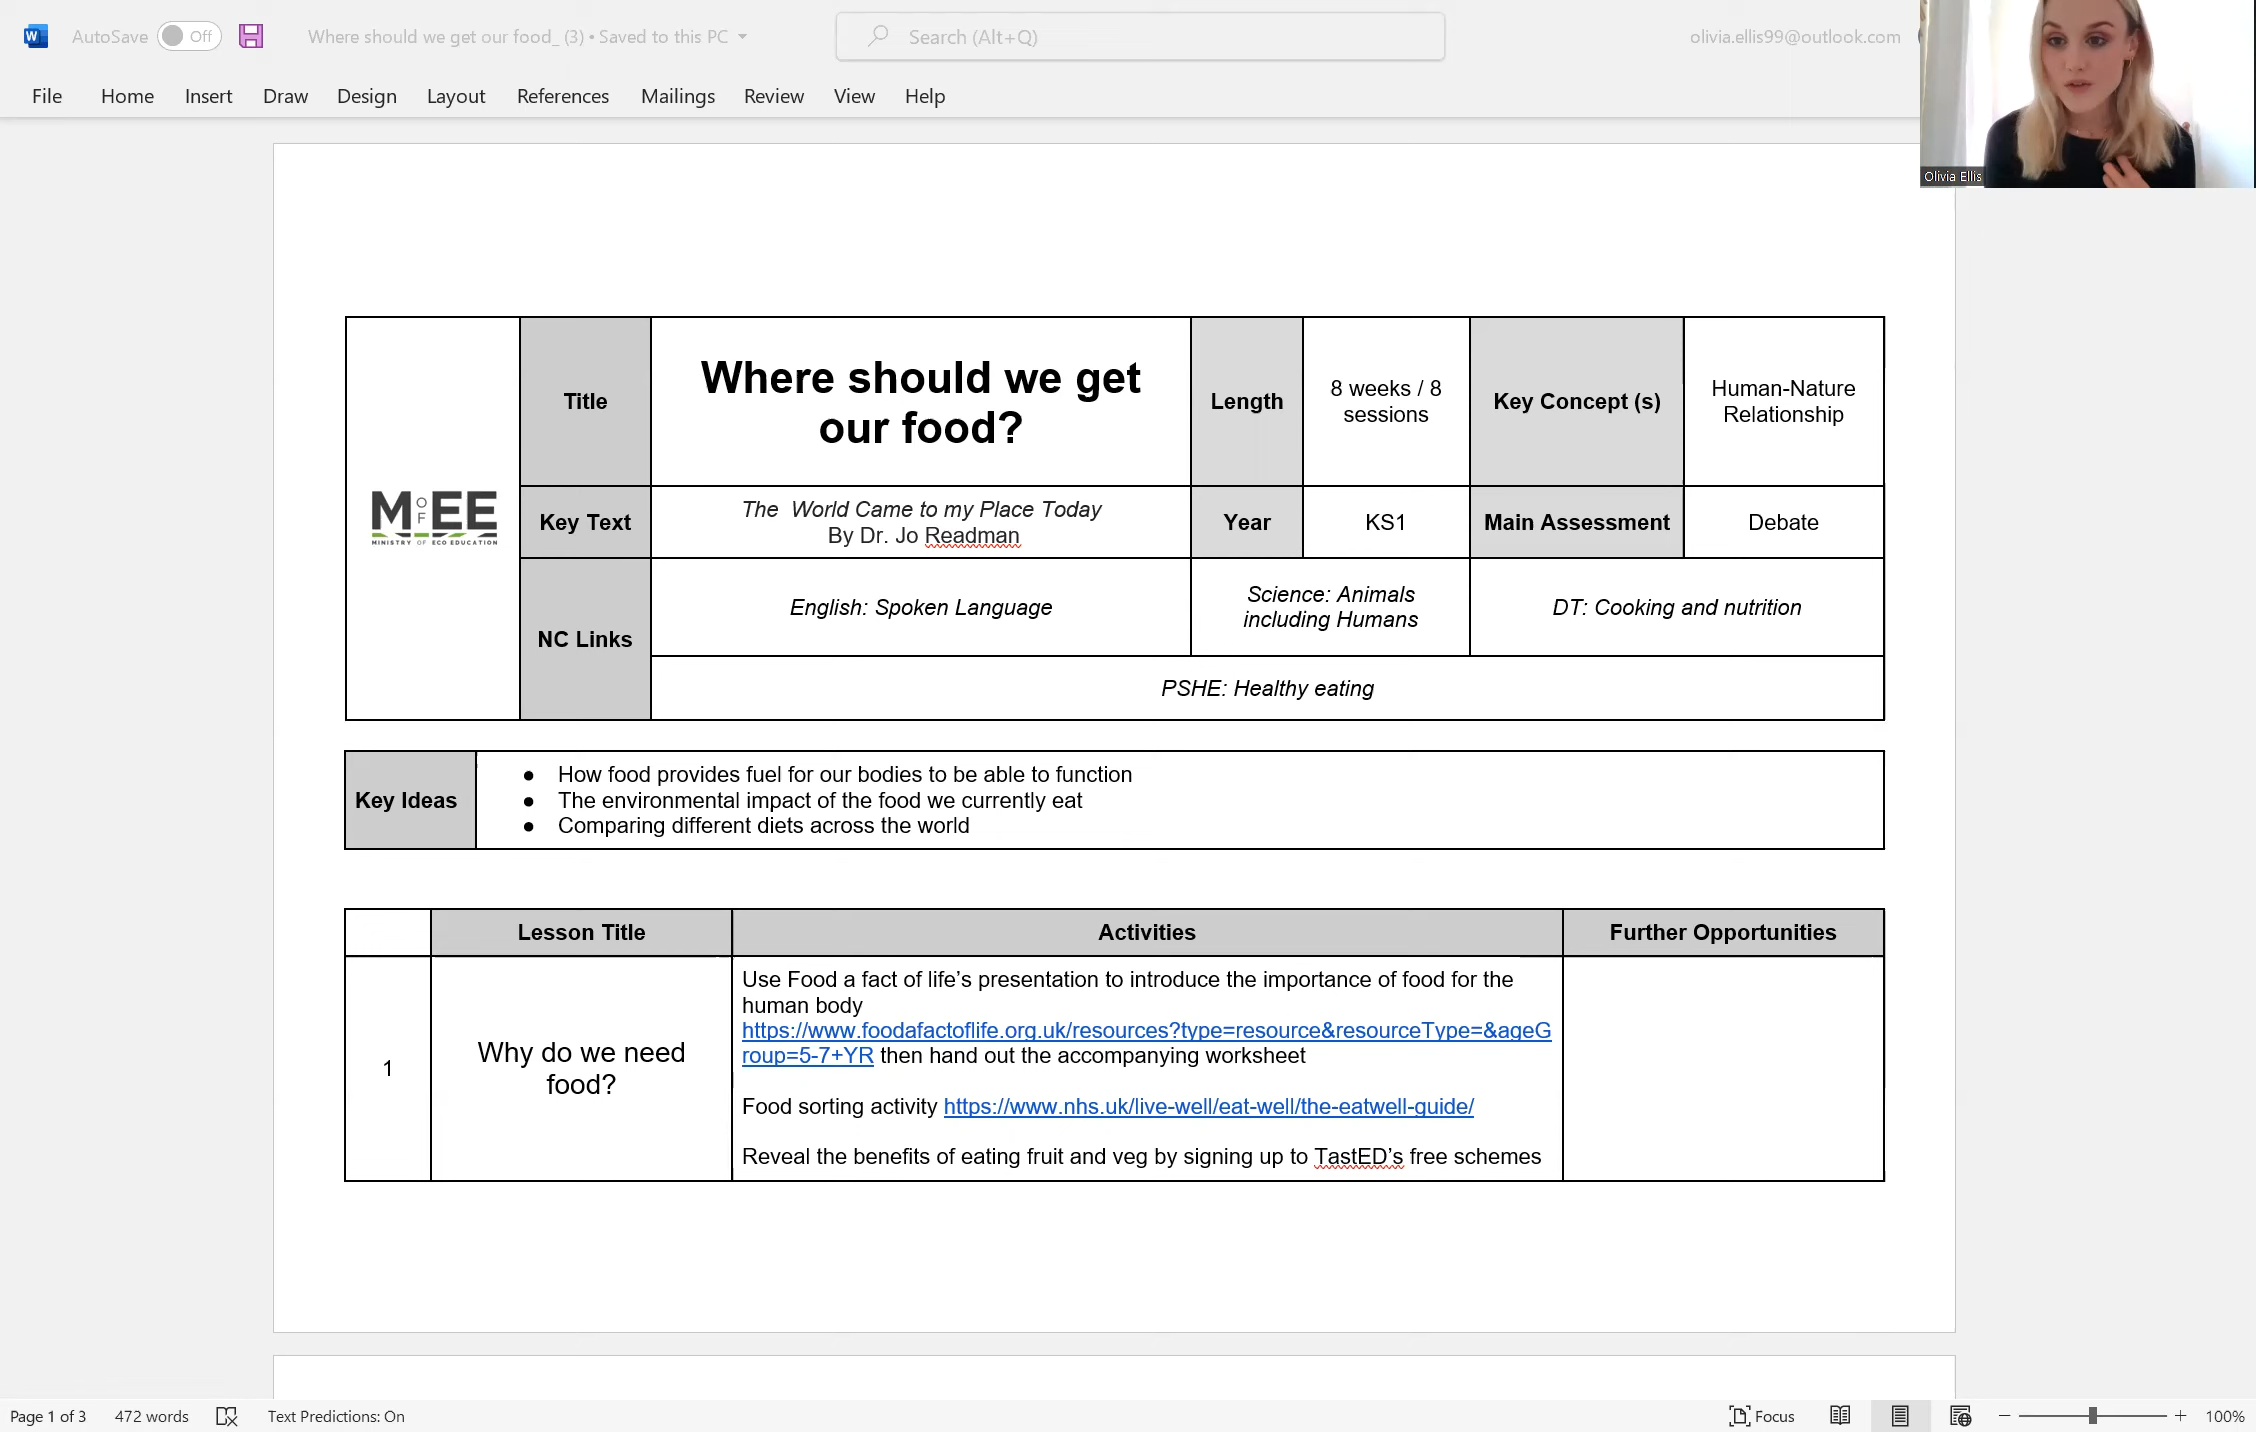 AutoSave Off Where should we get our food_ (3) • Saved to this PC Search (Alt+Q) olivia.ellis99@outlook.com
File Home Insert Draw Design Layout References Mailings Review View Help
Olivia Ellis
Title
Where should we get
our food?
Length
8 weeks / 8
sessions
Key Concept (s)
Human-Nature
Relationship
M OF EE
MINISTRY OF ECO EDUCATION
Key Text
The World Came to my Place Today
By Dr. Jo Readman
Year
KS1
Main Assessment
Debate
NC Links
English: Spoken Language
Science: Animals
including Humans
DT: Cooking and nutrition
PSHE: Healthy eating
Key Ideas
● How food provides fuel for our bodies to be able to function
● The environmental impact of the food we currently eat
● Comparing different diets across the world
Lesson Title Activities Further Opportunities
1
Why do we need
food?
Use Food a fact of life’s presentation to introduce the importance of food for the
human body
https://www.foodafactoflife.org.uk/resources?type=resource&resourceType=&ageG
roup=5-7+YR then hand out the accompanying worksheet
Food sorting activity https://www.nhs.uk/live-well/eat-well/the-eatwell-guide/
Reveal the benefits of eating fruit and veg by signing up to TastED’s free schemes
Page 1 of 3 472 words Text Predictions: On Focus 100%